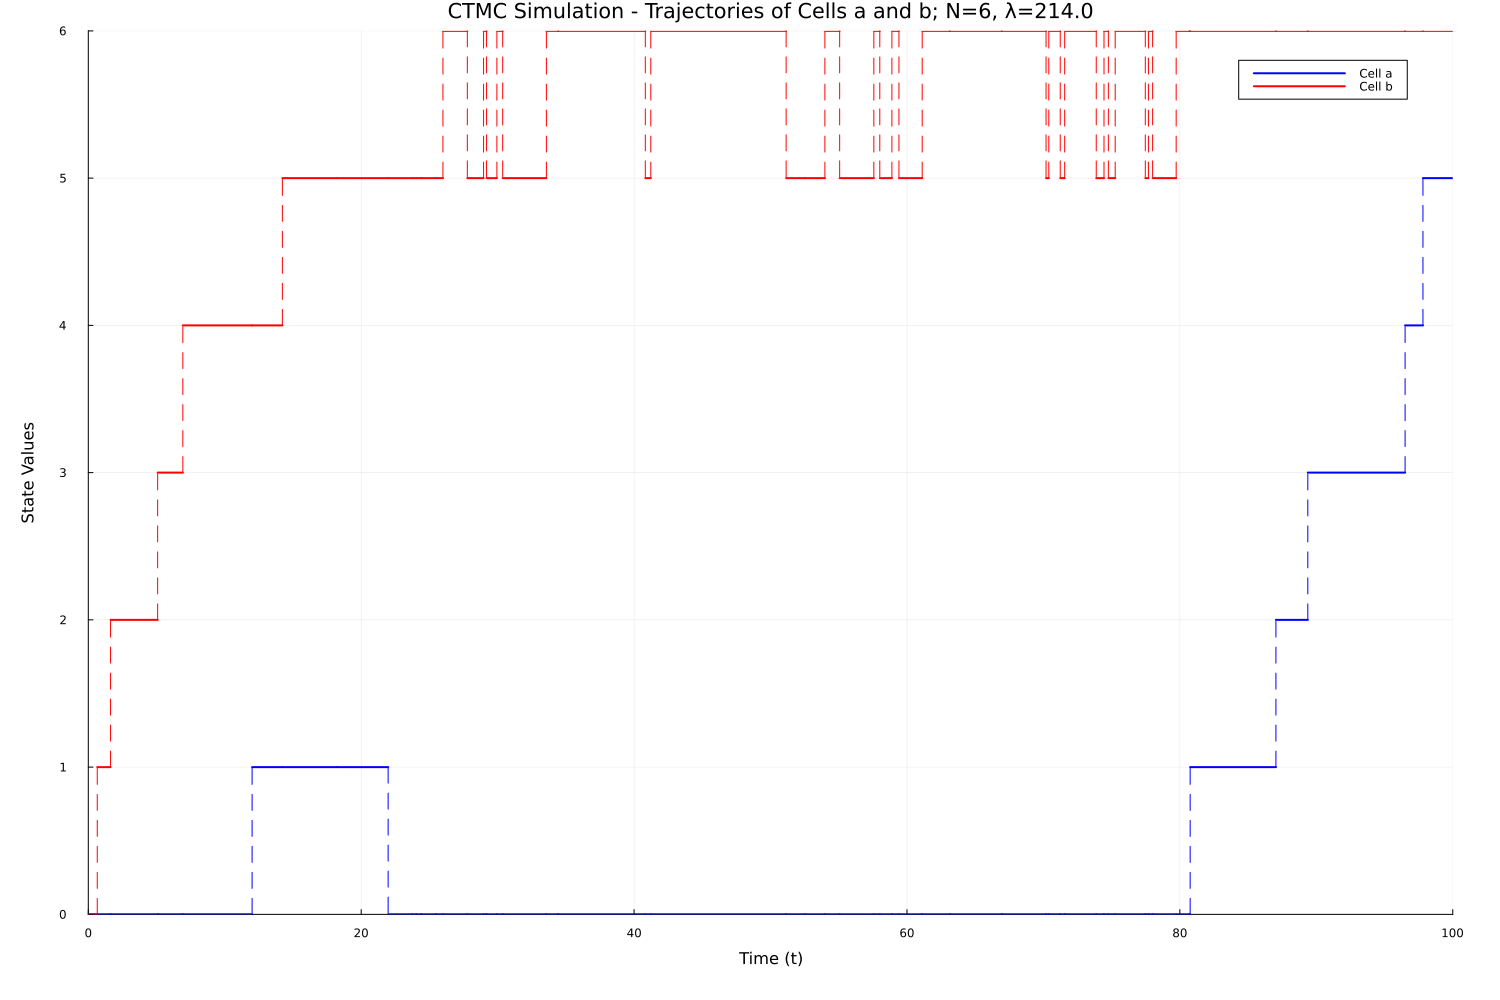 CTMC Simulation - Trajectories of Cells a and b; N=6, λ=214.0
6
Cell a
Cell b
5
4
State Values
3
2
1
0
0 20 40 60 80 100
Time (t)